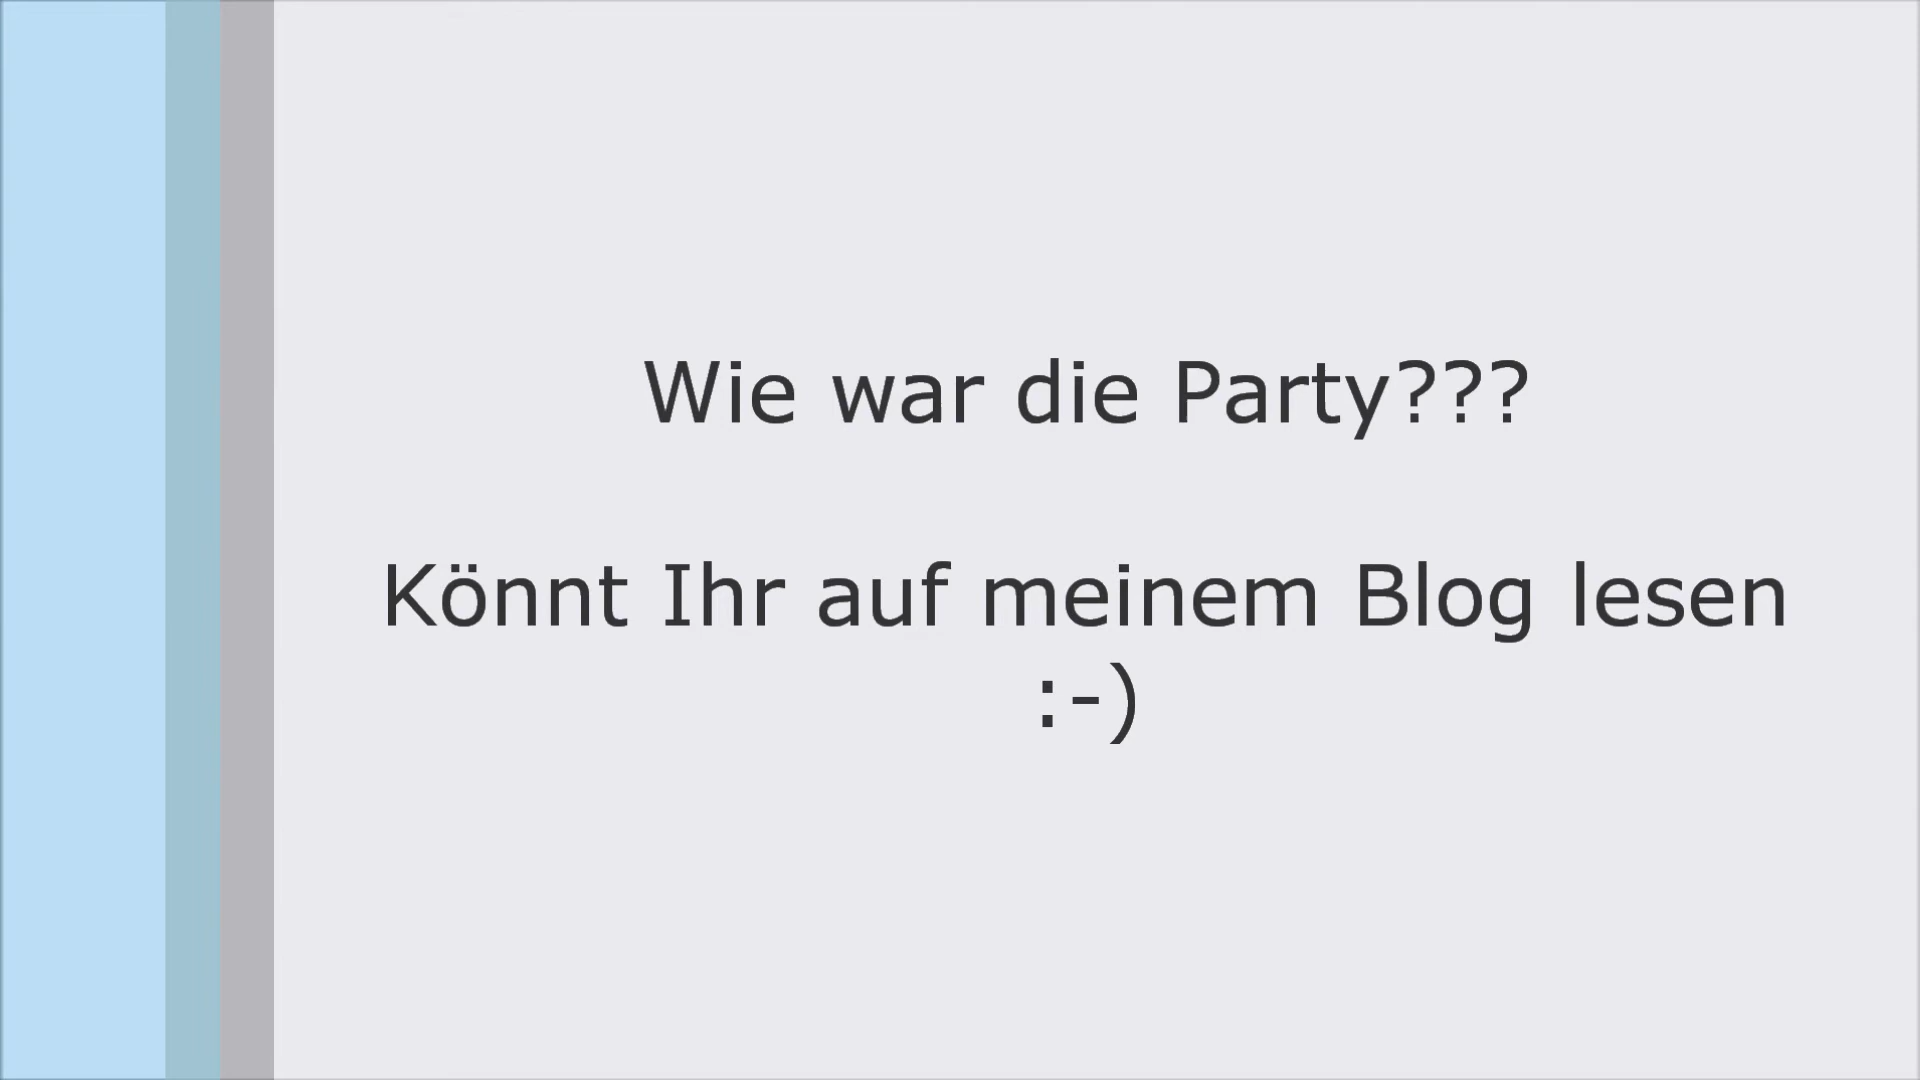 Wie war die Party???
Könnt Ihr auf meinem Blog lesen
:-)